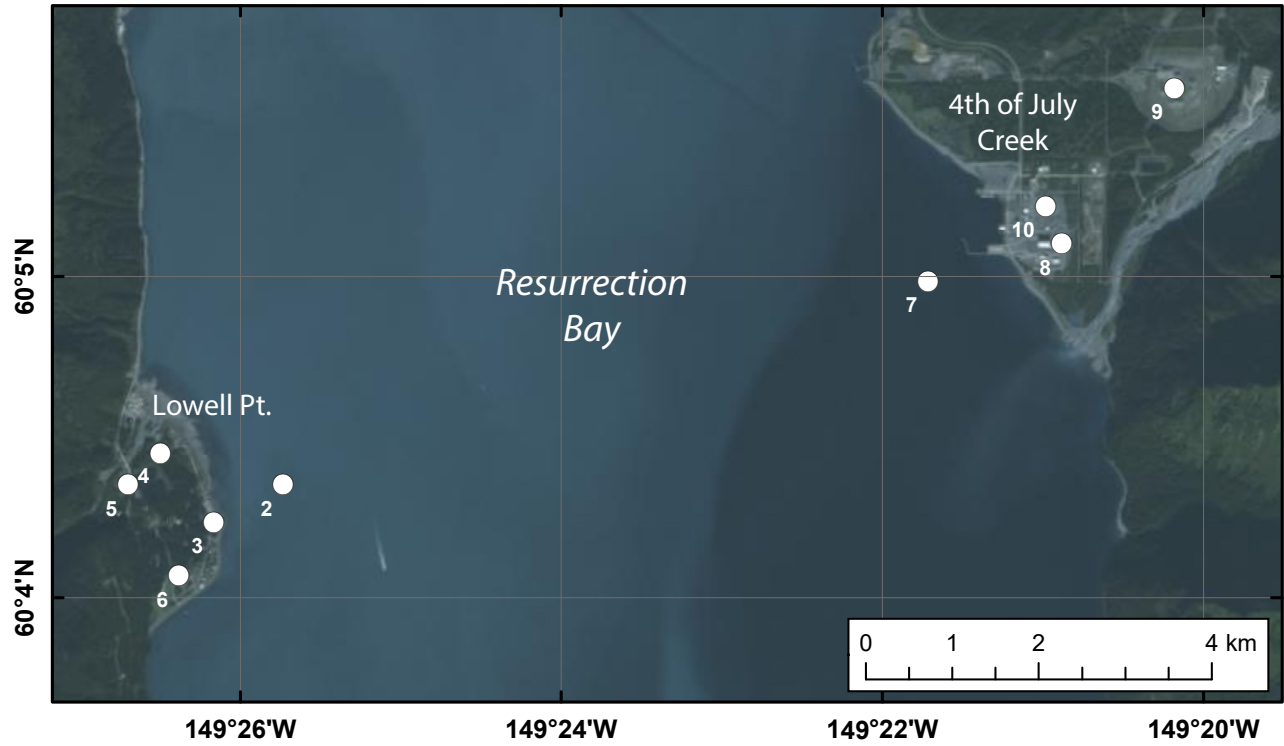 4th of July
Creek
9
10
8
60°5'N
Resurrection
Bay
7
Lowell Pt.
4
5
2
3
6
60°4'N
0 1 2 4 km
149°26'W 149°24'W 149°22'W 149°20'W